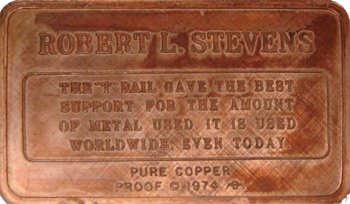 ROBERT L. STEVENS
THE "T" RAIL GAVE THE BEST
SUPPORT FOR THE AMOUNT
OF METAL USED. IT IS USED
WORLDWIDE, EVEN TODAY
PURE COPPER
PROOF © 1974